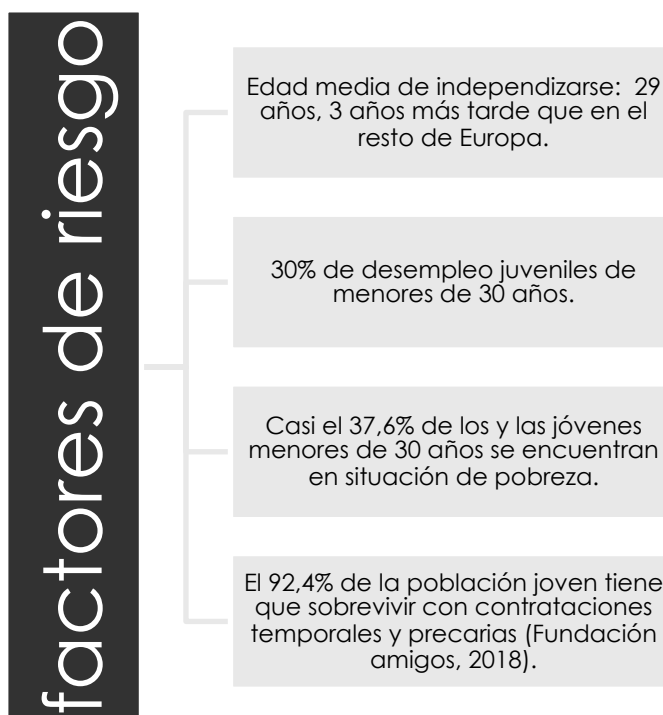 factores de riesgo
Edad media de independizarse: 29
años, 3 años más tarde que en el
resto de Europa.
30% de desempleo juveniles de
menores de 30 años.
Casi el 37,6% de los y las jóvenes
menores de 30 años se encuentran
en situación de pobreza.
El 92,4% de la población joven tiene
que sobrevivir con contrataciones
temporales y precarias (Fundación
amigos, 2018).